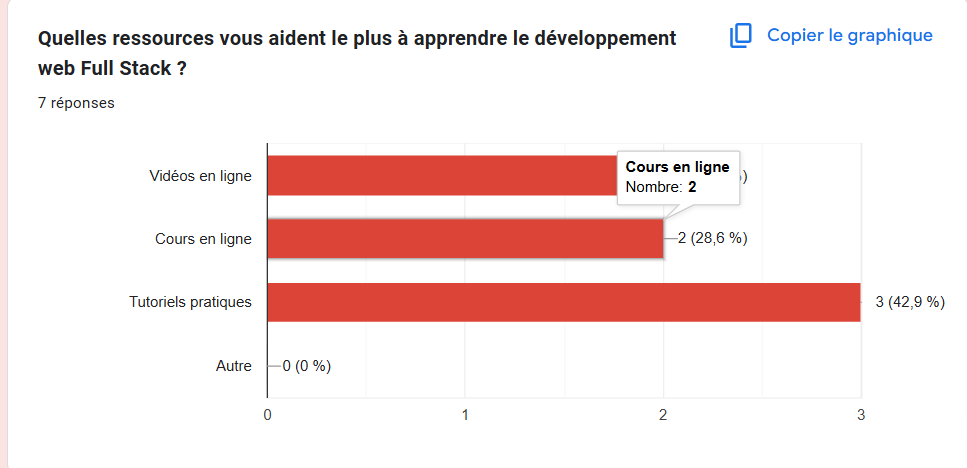 Quelles ressources vous aident le plus à apprendre le développement
web Full Stack ?
Copier le graphique
7 réponses
Vidéos en ligne
Cours en ligne
Nombre: 2
)
Cours en ligne
2 (28,6 %)
Tutoriels pratiques
3 (42,9 %)
Autre
0 (0 %)
0
1
2
3